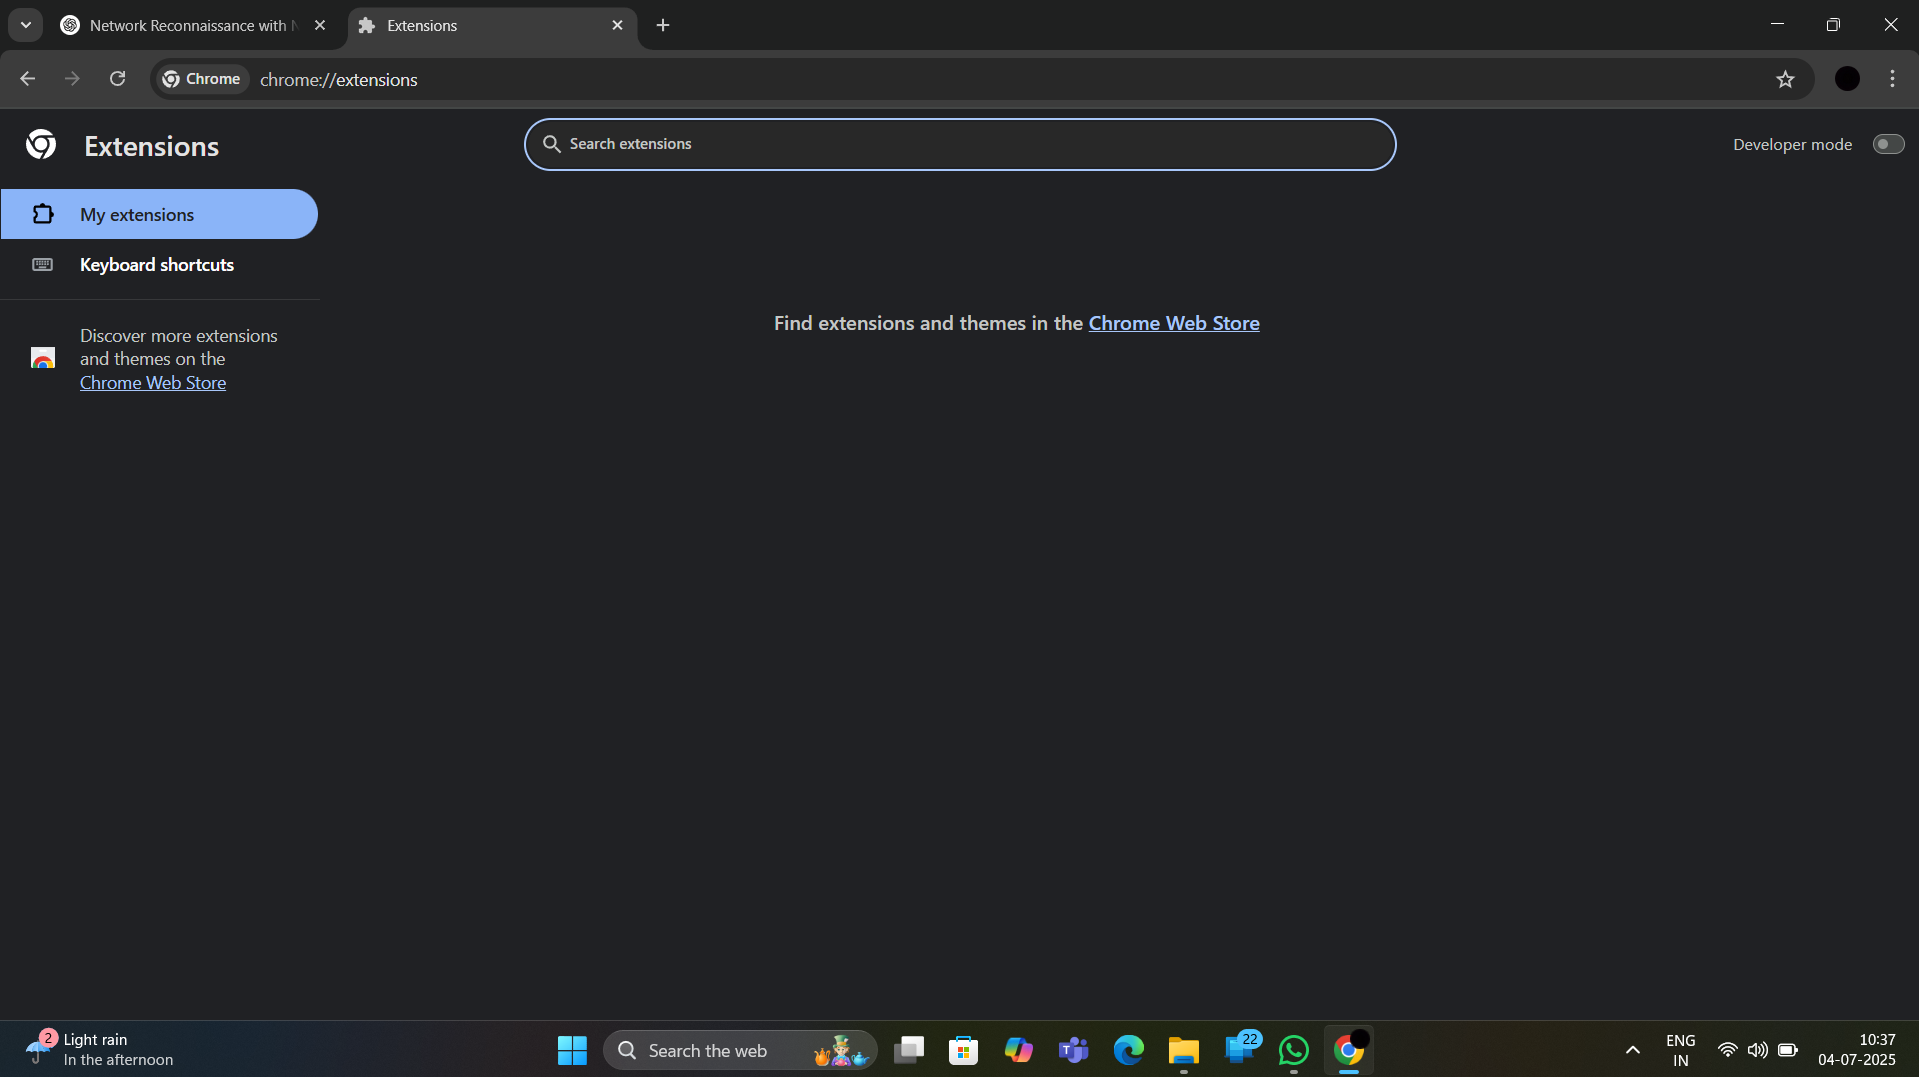 Network Reconnaissance with
Extensions
Chrome
chrome://extensions
Extensions
Search extensions
Developer mode
My extensions
Keyboard shortcuts
Discover more extensions
and themes on the
Chrome Web Store
Find extensions and themes in the Chrome Web Store
2
Light rain
In the afternoon
Search the web
T
22
ENG
IN
10:37
04-07-2025